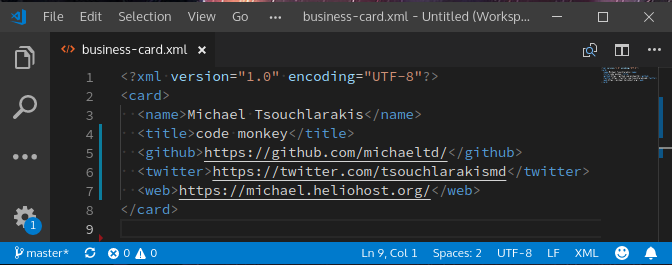 File Edit Selection View Go Debug business-card.xml - Untitled (Worksp...
business-card.xml
1 <?xml version="1.0" encoding="UTF-8"?>
2 <card>
3 <name>Michael Tsouchlarakis</name>
4 <title>code monkey</title>
5 <github>https://github.com/michaeltd/</github>
6 <twitter>https://twitter.com/tsouchlarakismd</twitter>
7 <web>https://michael.heliohost.org/</web>
8 </card>
9
1
master* 0 0 Ln 9, Col 1 Spaces: 2 UTF-8 LF XML 1